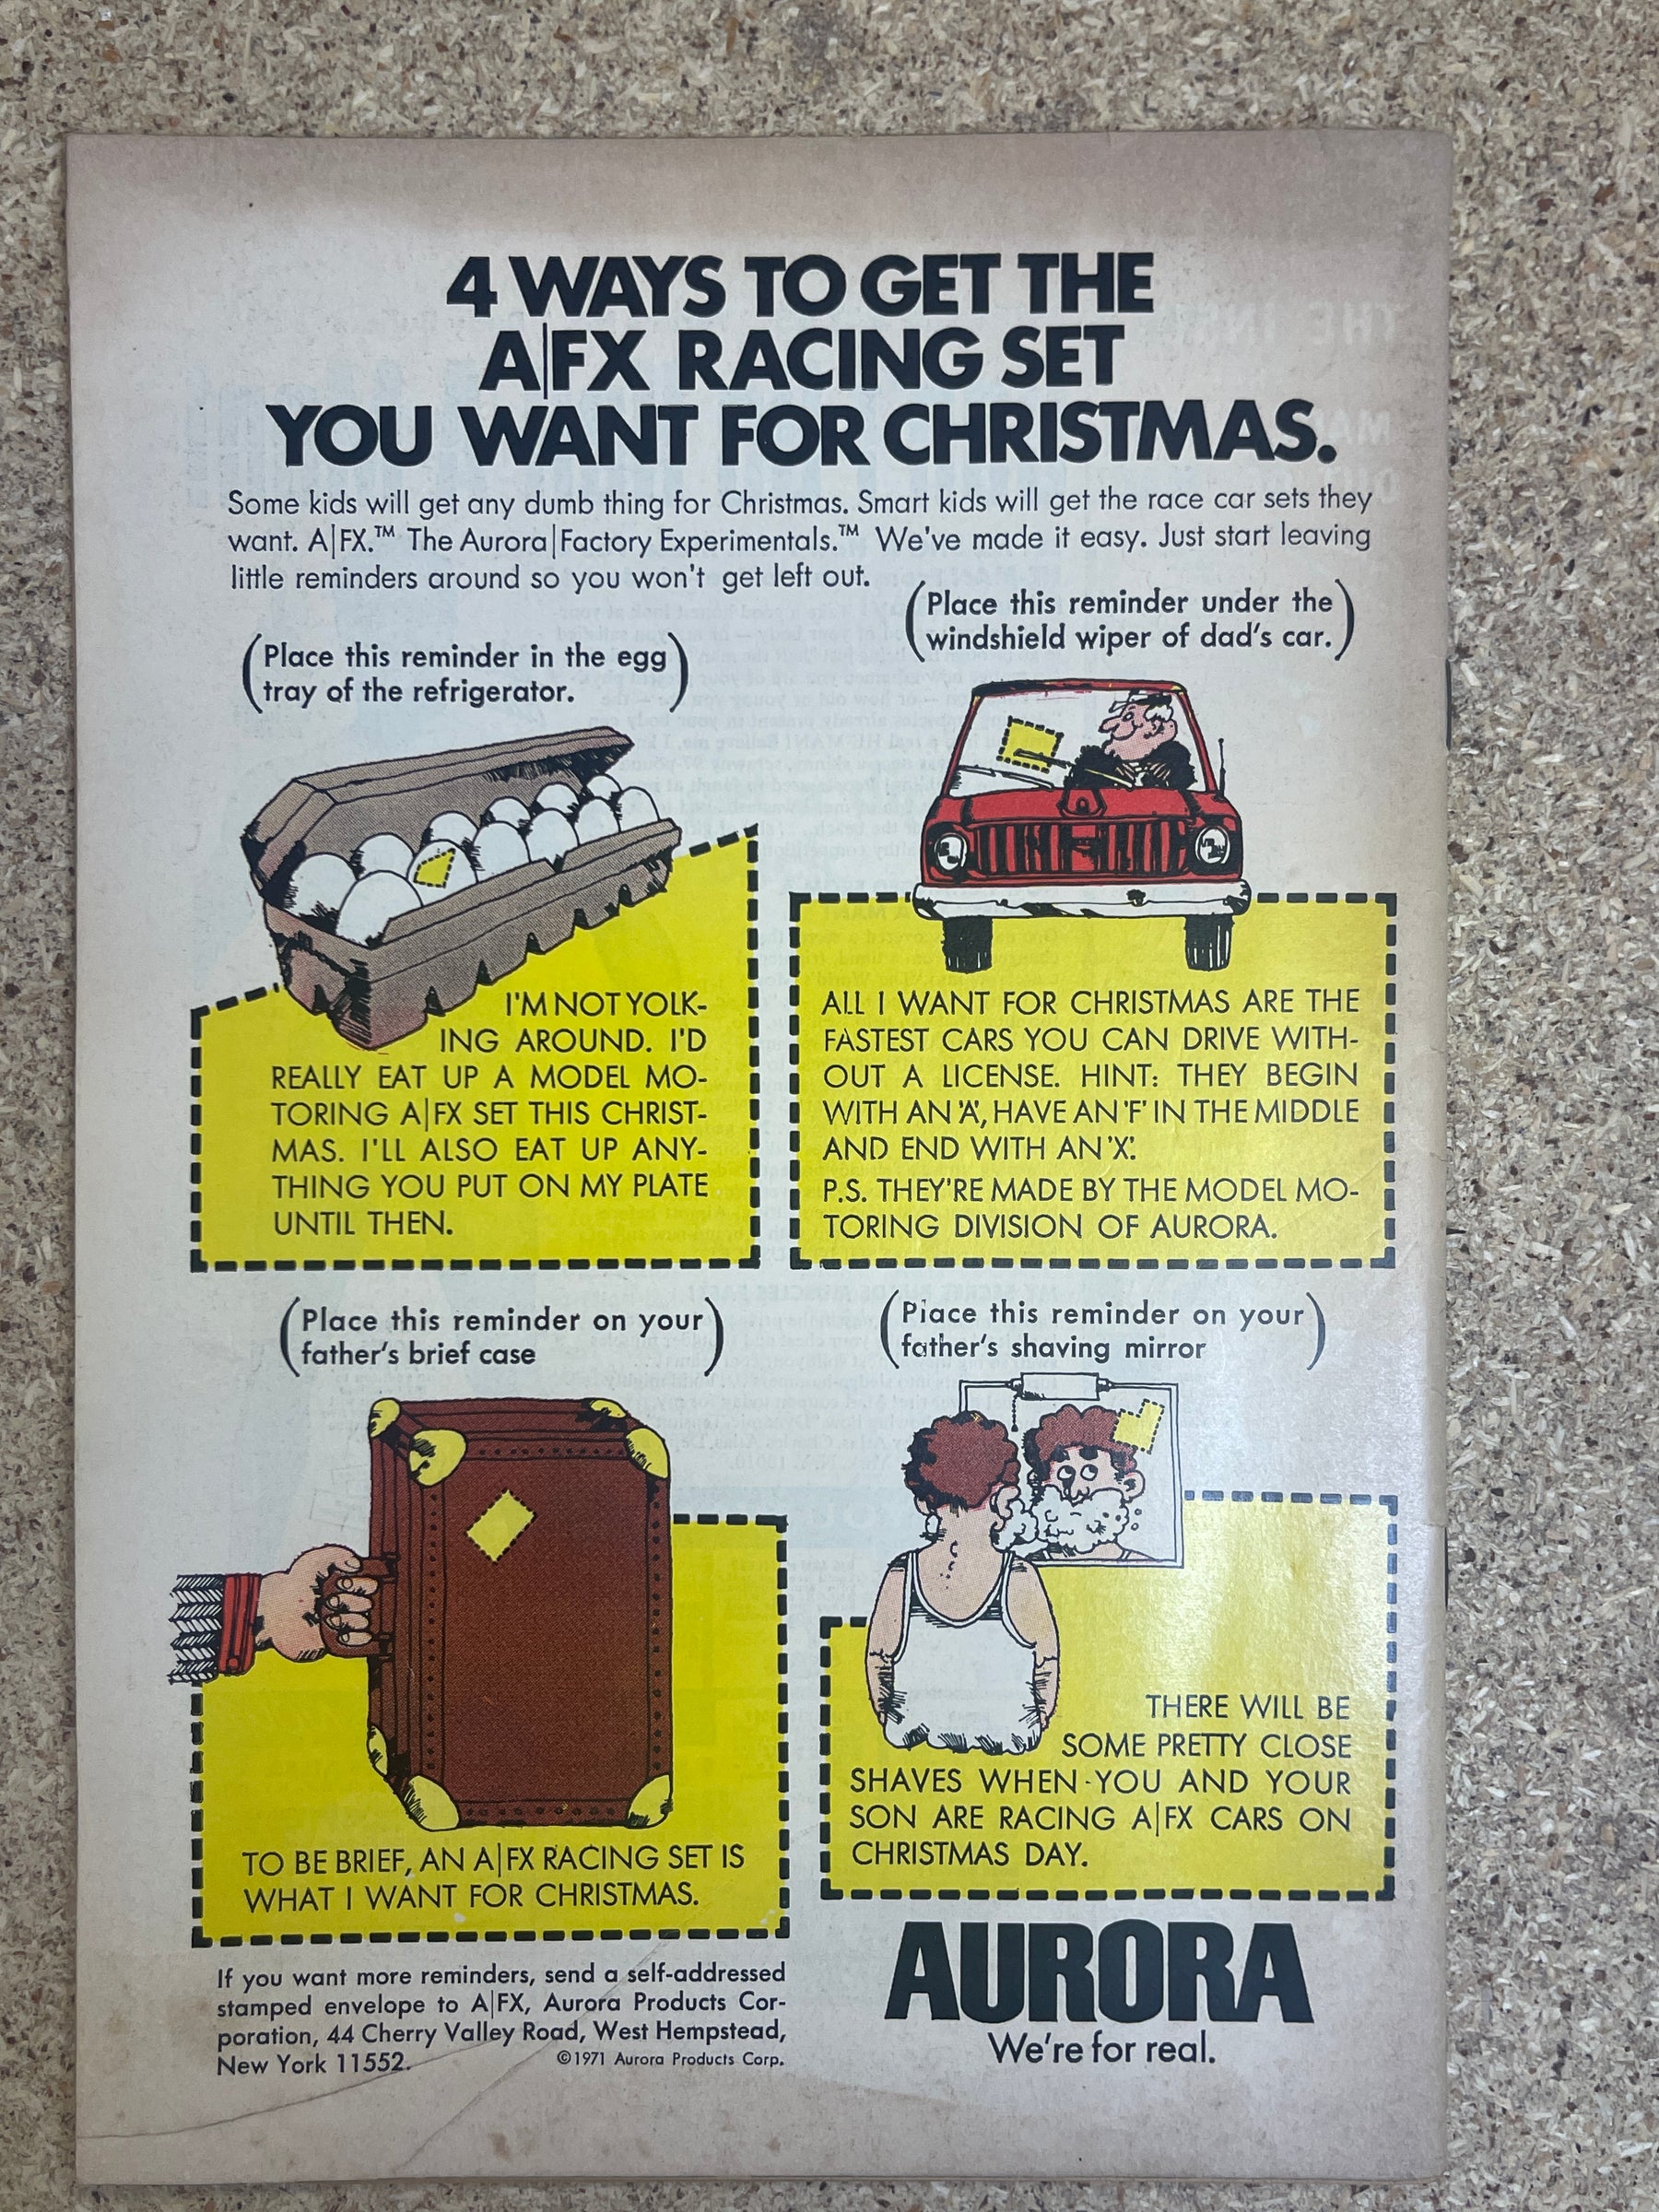 4 WAYS TO GET THE
A|FX RACING SET
YOU WANT FOR CHRISTMAS.
Some kids will get any dumb thing for Christmas. Smart kids will get the race car sets they
want. A|FX.™ The Aurora|Factory Experimentals.™ We've made it easy. Just start leaving
little reminders around so you won't get left out.
(Place this reminder in the egg
tray of the refrigerator.)
I'M NOT YOLK-
ING AROUND. I'D
REALLY EAT UP A MODEL MO-
TORING A|FX SET THIS CHRIST-
MAS. I'LL ALSO EAT UP ANY-
THING YOU PUT ON MY PLATE
UNTIL THEN.
(Place this reminder under the
windshield wiper of dad's car.)
ALL I WANT FOR CHRISTMAS ARE THE
FASTEST CARS YOU CAN DRIVE WITH-
OUT A LICENSE. HINT: THEY BEGIN
WITH AN 'A', HAVE AN 'F' IN THE MIDDLE
AND END WITH AN 'X'.
P.S. THEY'RE MADE BY THE MODEL MO-
TORING DIVISION OF AURORA.
(Place this reminder on your
father's brief case)
TO BE BRIEF, AN A|FX RACING SET IS
WHAT I WANT FOR CHRISTMAS.
(Place this reminder on your
father's shaving mirror)
THERE WILL BE
SOME PRETTY CLOSE
SHAVES WHEN YOU AND YOUR
SON ARE RACING A|FX CARS ON
CHRISTMAS DAY.
If you want more reminders, send a self-addressed
stamped envelope to A|FX, Aurora Products Cor-
poration, 44 Cherry Valley Road, West Hempstead,
New York 11552. ©1971 Aurora Products Corp.
AURORA
We're for real.